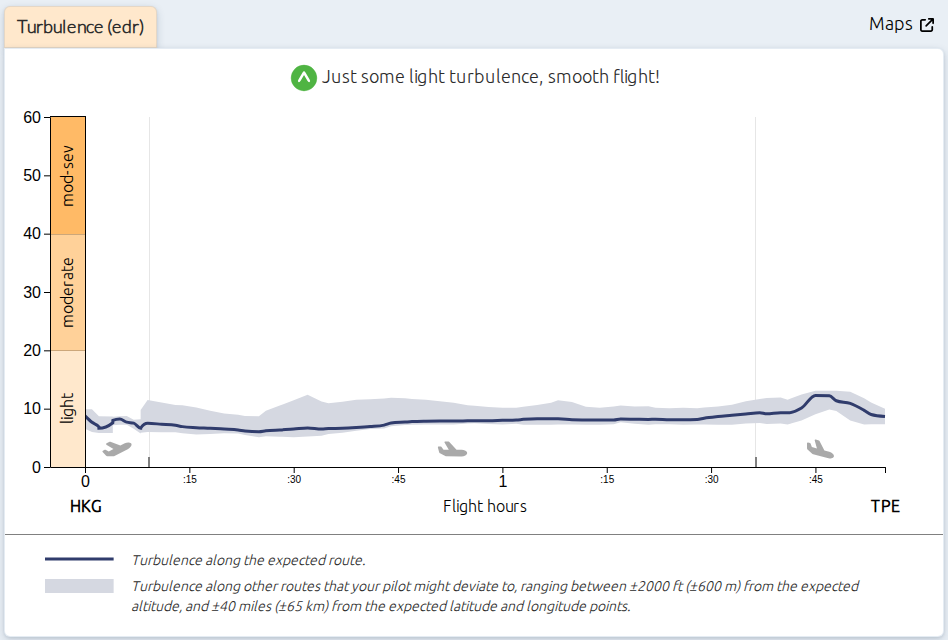 Turbulence (edr)
Maps
Just some light turbulence, smooth flight!
60
50
40
30
20
10
0
mod-sev
moderate
light
0 :15 :30 :45 1 :15 :30 :45
HKG Flight hours TPE
Turbulence along the expected route.
Turbulence along other routes that your pilot might deviate to, ranging between ±2000 ft (±600 m) from the expected
altitude, and ±40 miles (±65 km) from the expected latitude and longitude points.